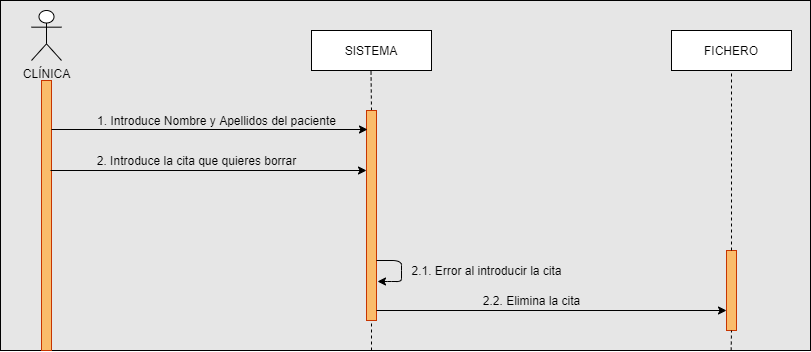 CLÍNICA
SISTEMA
FICHERO
1. Introduce Nombre y Apellidos del paciente
2. Introduce la cita que quieres borrar
2.1. Error al introducir la cita
2.2. Elimina la cita